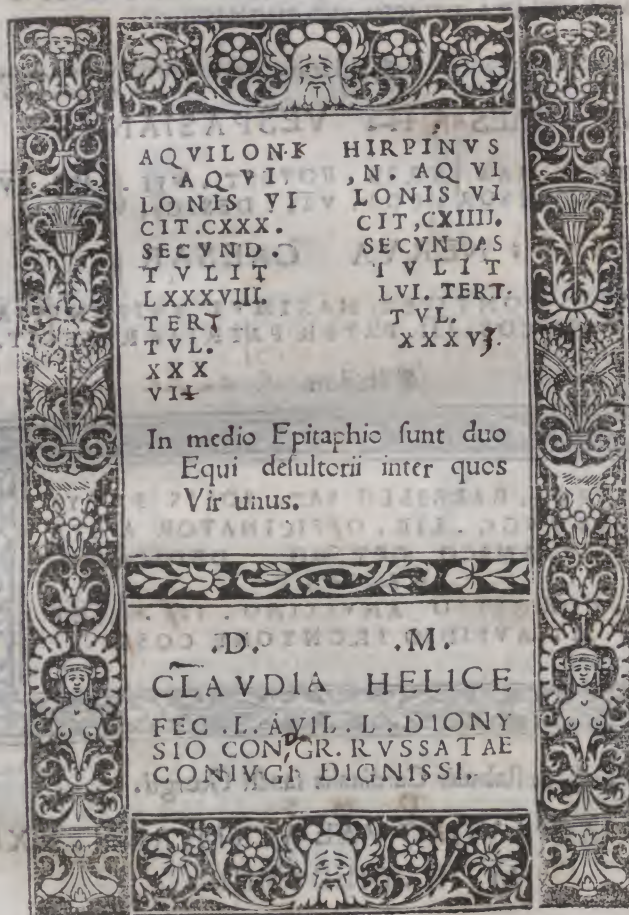 AQVILON·K
AQVI
LONIS VI
CIT.CXXX.
SECVND.
TVLIT
LXXXVIII.
TERT
TVL.
XXX
VII
HIRPINVS
,N. AQVI
LONIS VI
CIT,CXIIII.
SECVNDAS
TVLIT
LVI. TERT.
TVL.
XXXVI.
In medio Epitaphio sunt duo
Equi desultorii inter quos
Vir unus.
.D. .M.
CLAVDIA HELICE
FEC .L. AVIL. L. DIONY
SIO CON,GR. RVSSATAE
CONIVGI DIGNISSI.